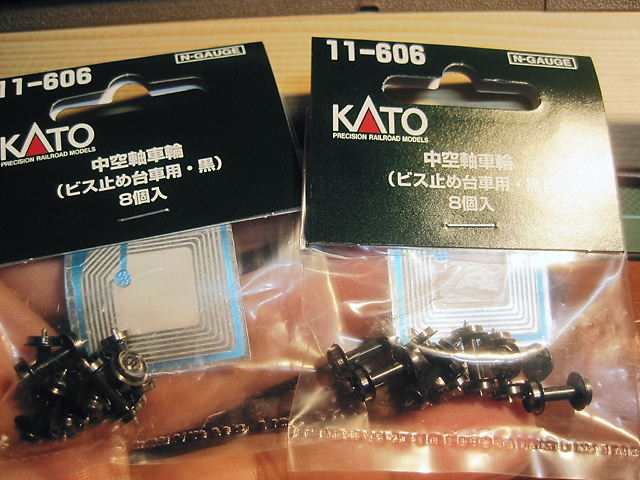 11-606
N-GAUGE
KATO
PRECISION RAILROAD MODELS
中空軸車輪
(ビス止め台車用・黒)
8個入
11-606
N-GAUGE
KATO
PRECISION RAILROAD MODELS
中空軸車輪
(ビス止め台車用・黒)
8個入